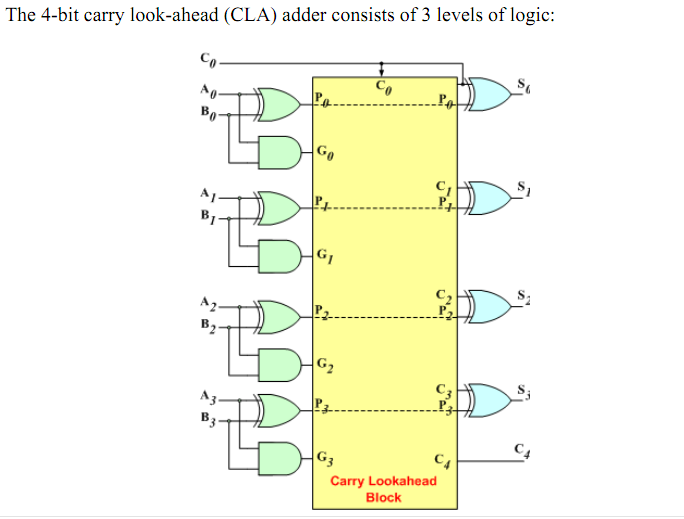 The 4-bit carry look-ahead (CLA) adder consists of 3 levels of logic:
C0
C0
A0
P0
P0
B0
G0
A1
C1
S1
P1
P1
B1
G1
A2
C2
S2
P2
P2
B2
G2
A3
C3
S3
P3
P3
B3
G3
C4
C4
Carry Lookahead
Block